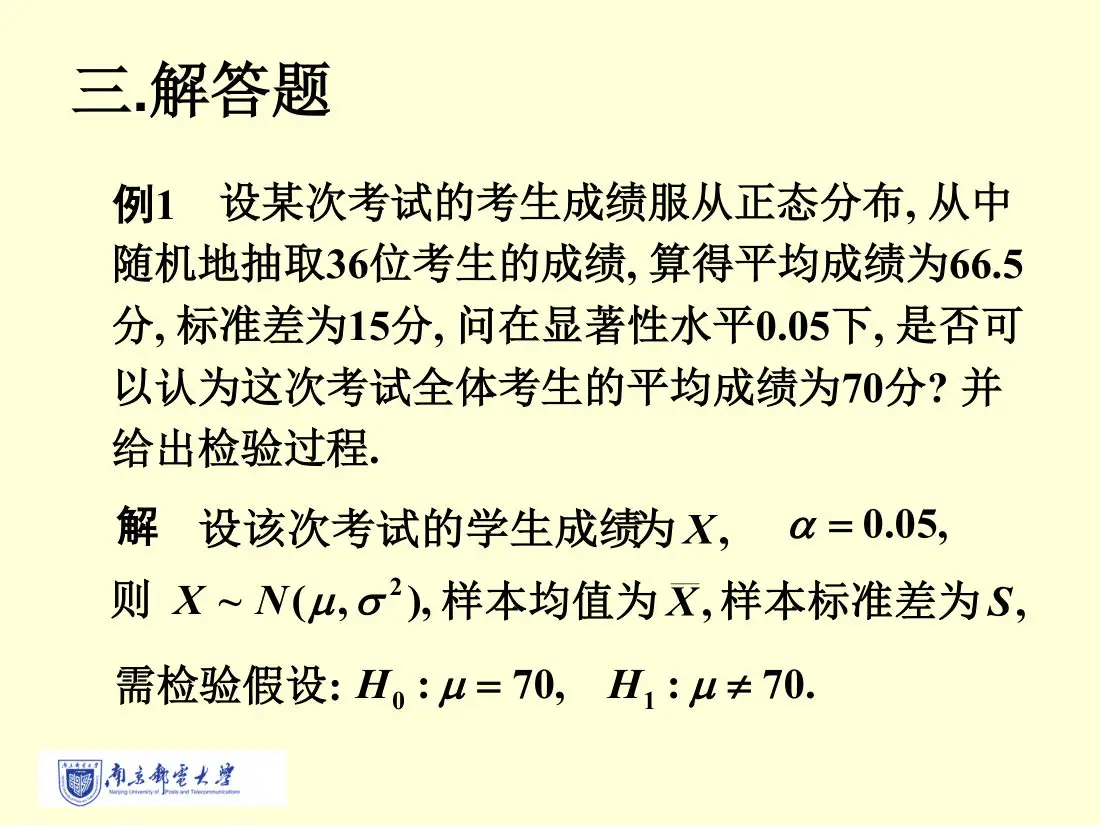 三.解答题
例1 设某次考试的考生成绩服从正态分布, 从中
随机地抽取36位考生的成绩, 算得平均成绩为66.5
分, 标准差为15分, 问在显著性水平0.05下, 是否可
以认为这次考试全体考生的平均成绩为70分? 并
给出检验过程.
解 设该次考试的学生成绩为 X, α = 0.05,
则 X ~ N(μ, σ²), 样本均值为 X̅, 样本标准差为 S,
需检验假设: H₀ : μ = 70, H₁ : μ ≠ 70.
南京邮电大学
Nanjing University of Posts and Telecommunications